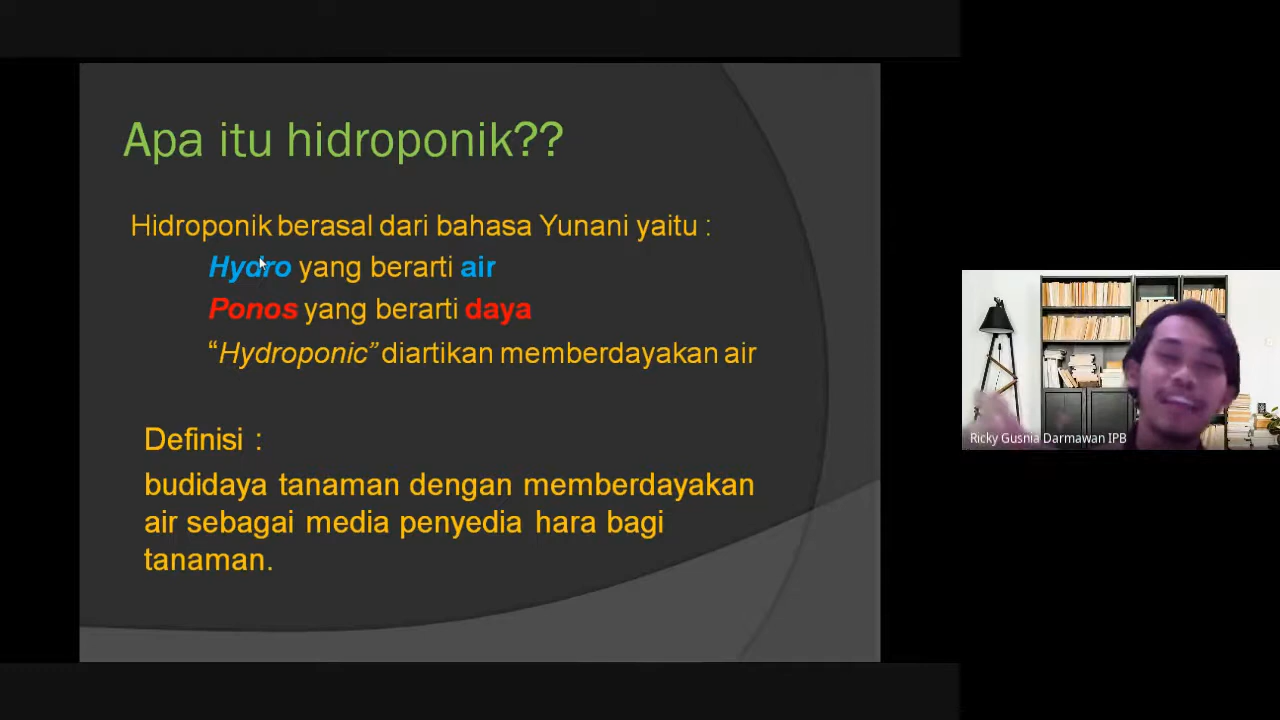 Apa itu hidroponik??
Hidroponik berasal dari bahasa Yunani yaitu :
Hydro yang berarti air
Ponos yang berarti daya
“Hydroponic” diartikan memberdayakan air
Definisi :
budidaya tanaman dengan memberdayakan
air sebagai media penyedia hara bagi
tanaman.
Ricky Gusnia Darmawan IPB